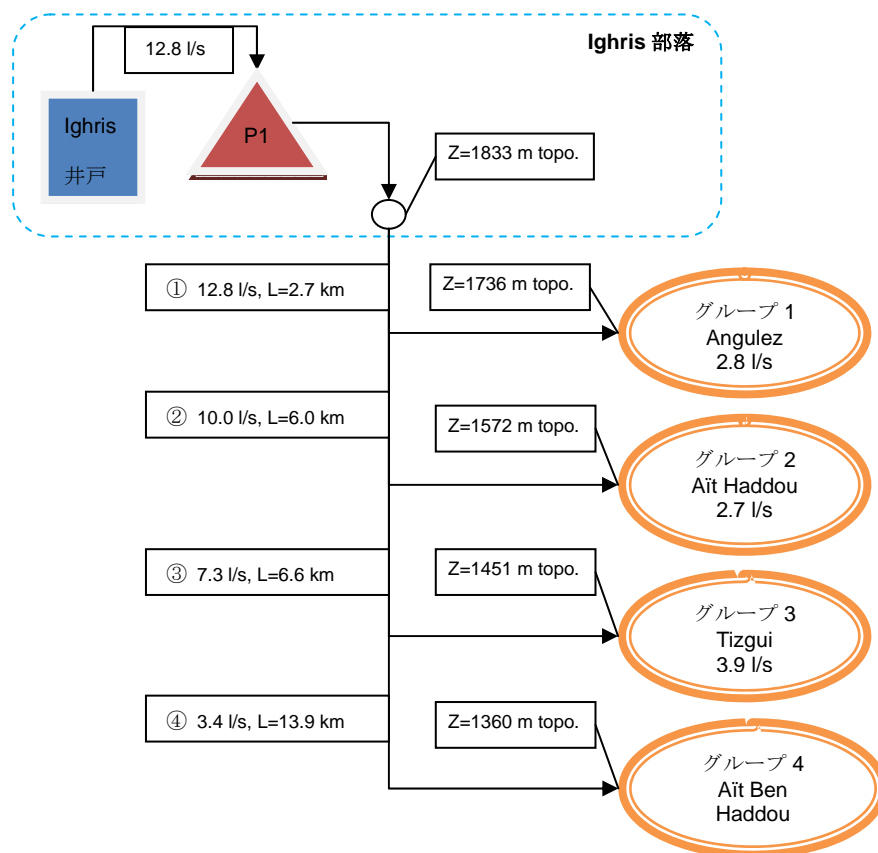 Ighris 部落
12.8 l/s
Ighris
井戸
P1
Z=1833 m topo.
① 12.8 l/s, L=2.7 km
Z=1736 m topo.
グループ 1
Angulez
2.8 l/s
② 10.0 l/s, L=6.0 km
Z=1572 m topo.
グループ 2
Aït Haddou
2.7 l/s
③ 7.3 l/s, L=6.6 km
Z=1451 m topo.
グループ 3
Tizgui
3.9 l/s
④ 3.4 l/s, L=13.9 km
Z=1360 m topo.
グループ 4
Aït Ben
Haddou